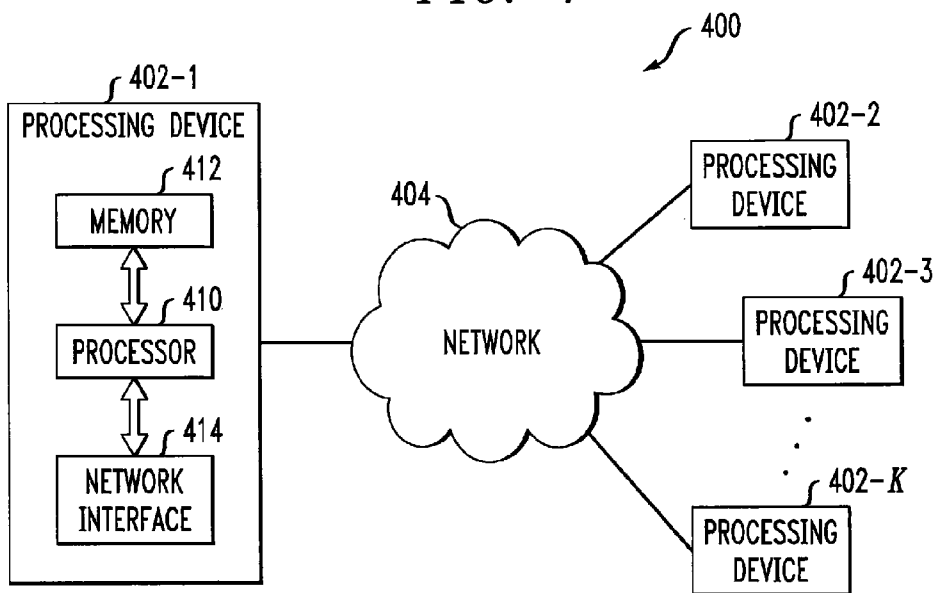 400
402-1
PROCESSING DEVICE
412
MEMORY
410
PROCESSOR
414
NETWORK
INTERFACE
404
NETWORK
402-2
PROCESSING
DEVICE
402-3
PROCESSING
DEVICE
402-K
PROCESSING
DEVICE